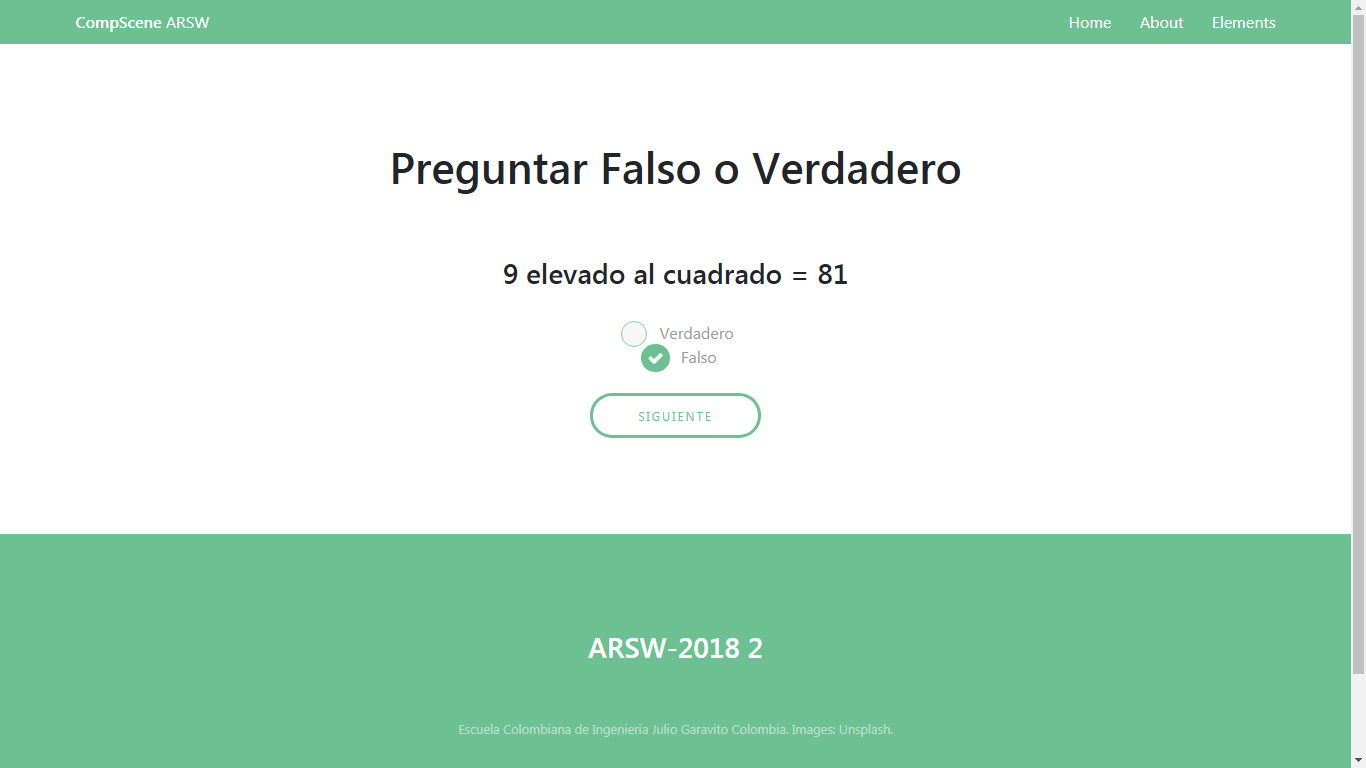 CompScene ARSW
Home About Elements
Preguntar Falso o Verdadero
9 elevado al cuadrado = 81
Verdadero
Falso
SIGUIENTE
ARSW-2018 2
Escuela Colombiana de Ingenieria Julio Garavito Colombia. Images: Unsplash.